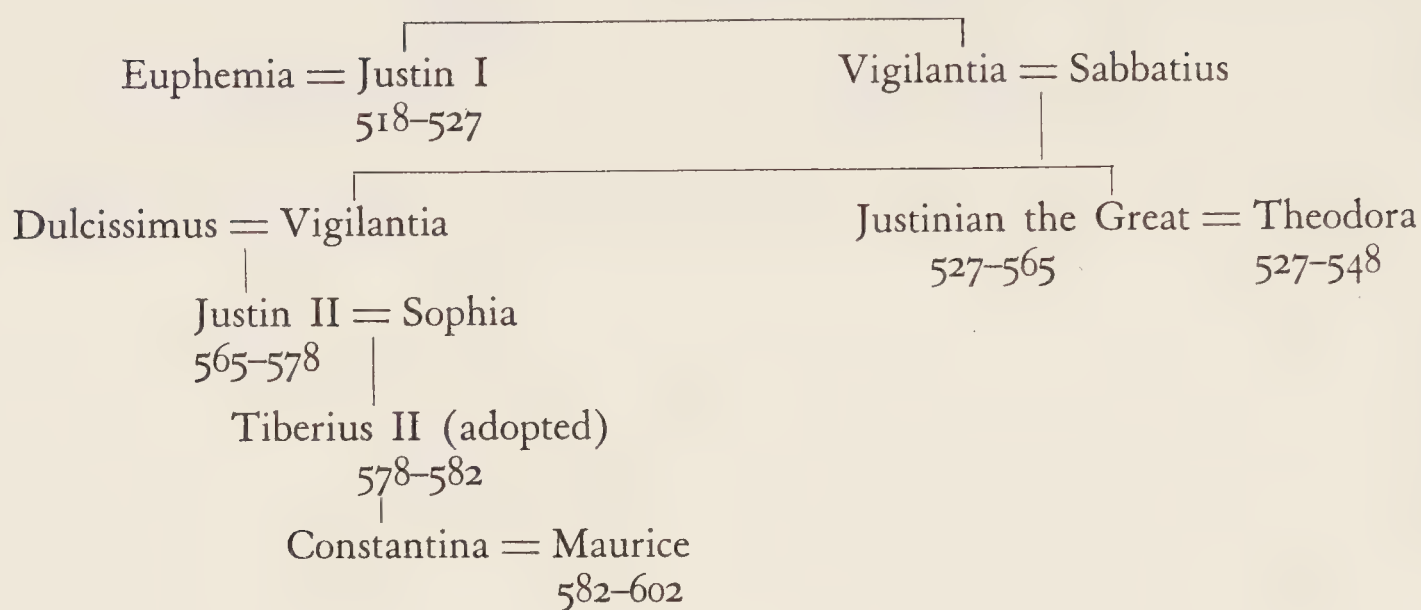 Euphemia = Justin I
518–527
Vigilantia = Sabbatius
Dulcissimus = Vigilantia
Justinian the Great = Theodora
527–565
527–548
Justin II = Sophia
565–578
Tiberius II (adopted)
578–582
Constantina = Maurice
582–602